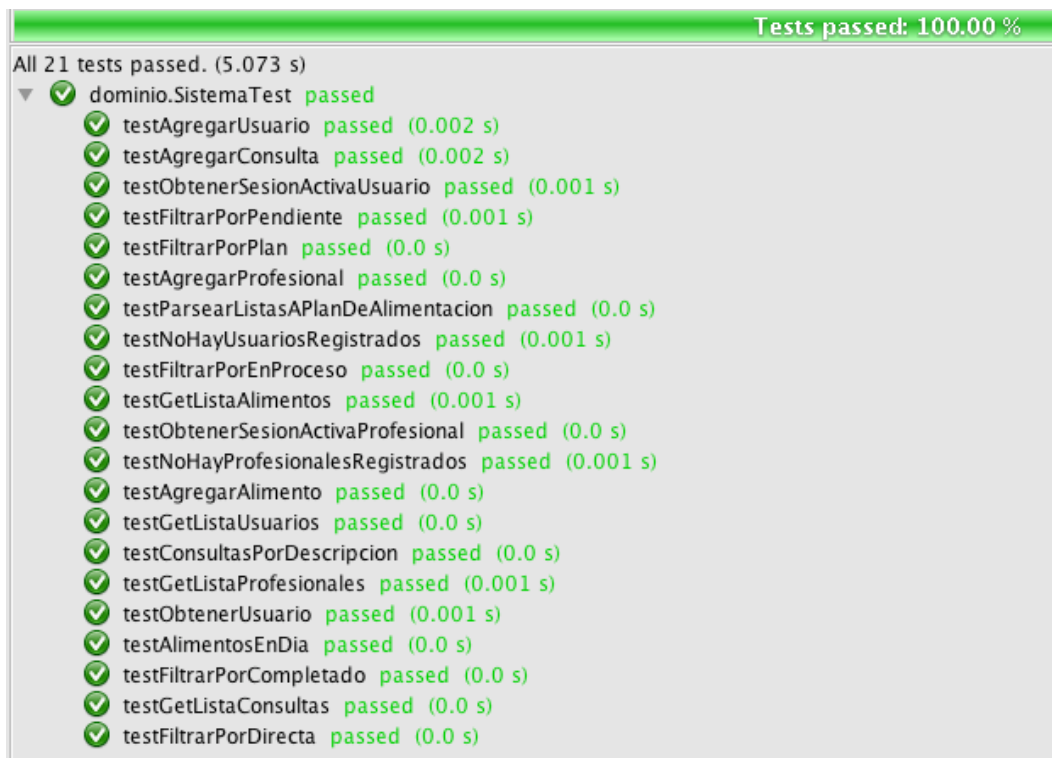 Tests passed: 100.00 %
All 21 tests passed. (5.073 s)
dominio.SistemaTest passed
testAgregarUsuario passed (0.002 s)
testAgregarConsulta passed (0.002 s)
testObtenerSesionActivaUsuario passed (0.001 s)
testFiltrarPorPendiente passed (0.001 s)
testFiltrarPorPlan passed (0.0 s)
testAgregarProfesional passed (0.0 s)
testParsearListasAPlanDeAlimentacion passed (0.0 s)
testNoHayUsuariosRegistrados passed (0.001 s)
testFiltrarPorEnProceso passed (0.0 s)
testGetListaAlimentos passed (0.001 s)
testObtenerSesionActivaProfesional passed (0.0 s)
testNoHayProfesionalesRegistrados passed (0.001 s)
testAgregarAlimento passed (0.0 s)
testGetListaUsuarios passed (0.0 s)
testConsultasPorDescripcion passed (0.0 s)
testGetListaProfesionales passed (0.001 s)
testObtenerUsuario passed (0.001 s)
testAlimentosEnDia passed (0.0 s)
testFiltrarPorCompletado passed (0.0 s)
testGetListaConsultas passed (0.0 s)
testFiltrarPorDirecta passed (0.0 s)